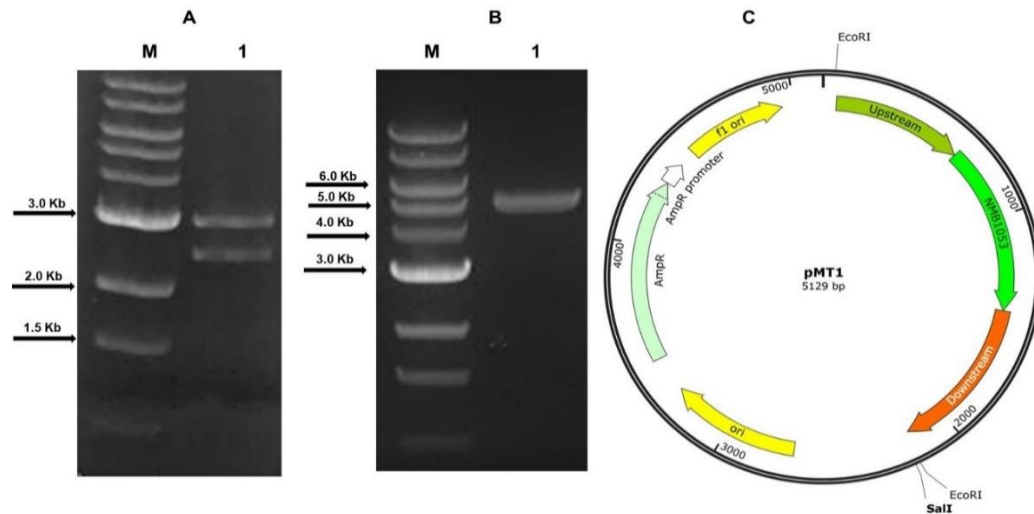 A
M 1
3.0 Kb
2.0 Kb
1.5 Kb
B
M 1
6.0 Kb
5.0 Kb
4.0 Kb
3.0 Kb
C
EcoRI
5000
f1 ori
Upstream
AmpR promoter
NMB1053
1000
4000
AmpR
pMT1
5129 bp
Downstream
2000
ori
3000
EcoRI
SalI